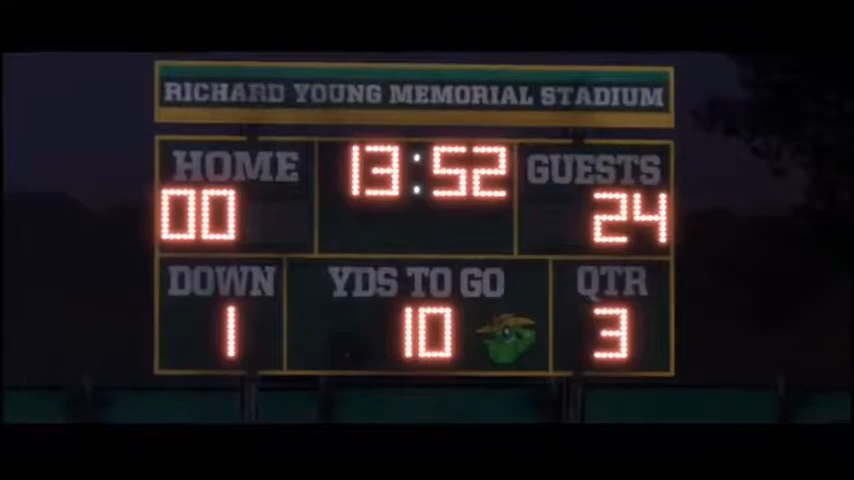 RICHARD YOUNG MEMORIAL STADIUM
HOME 13:52 GUESTS
00 24
DOWN YDS TO GO QTR
1 10 3